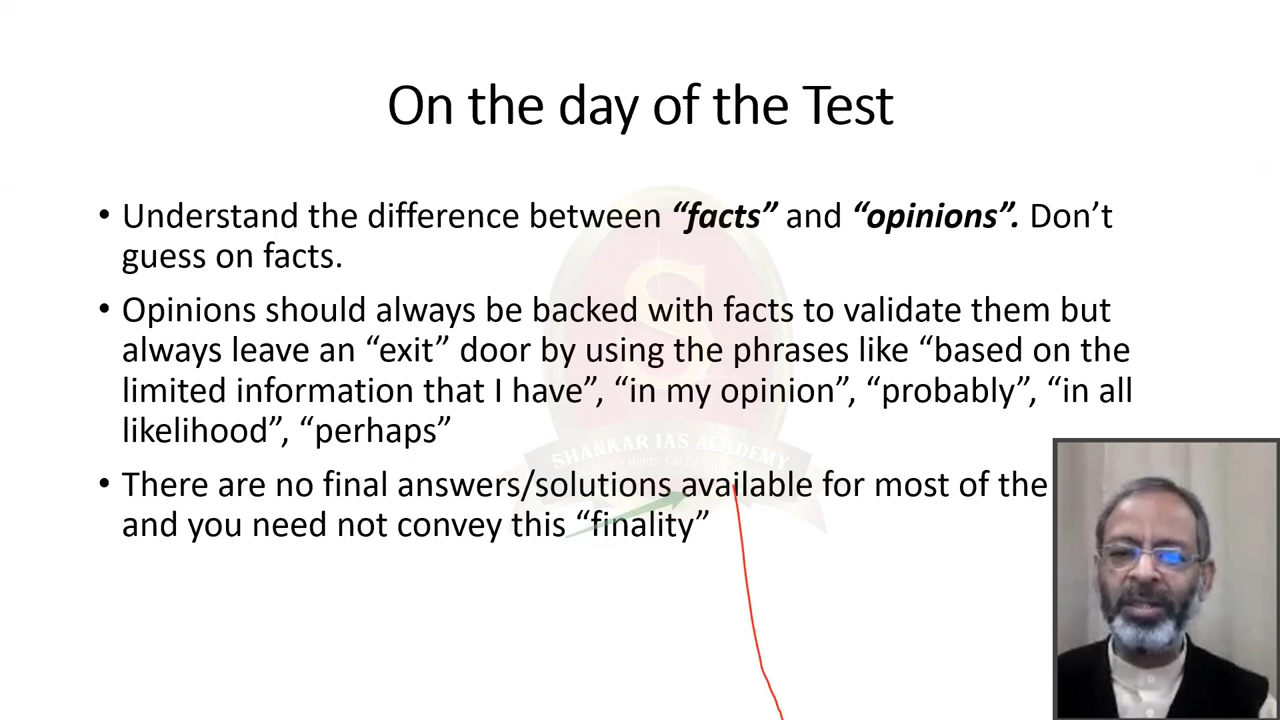 On the day of the Test
• Understand the difference between “facts” and “opinions”. Don’t
guess on facts.
• Opinions should always be backed with facts to validate them but
always leave an “exit” door by using the phrases like “based on the
limited information that I have”, “in my opinion”, “probably”, “in all
likelihood”, “perhaps”
• There are no final answers/solutions available for most of the
and you need not convey this “finality”
S
SHANKAR IAS ACADEMY